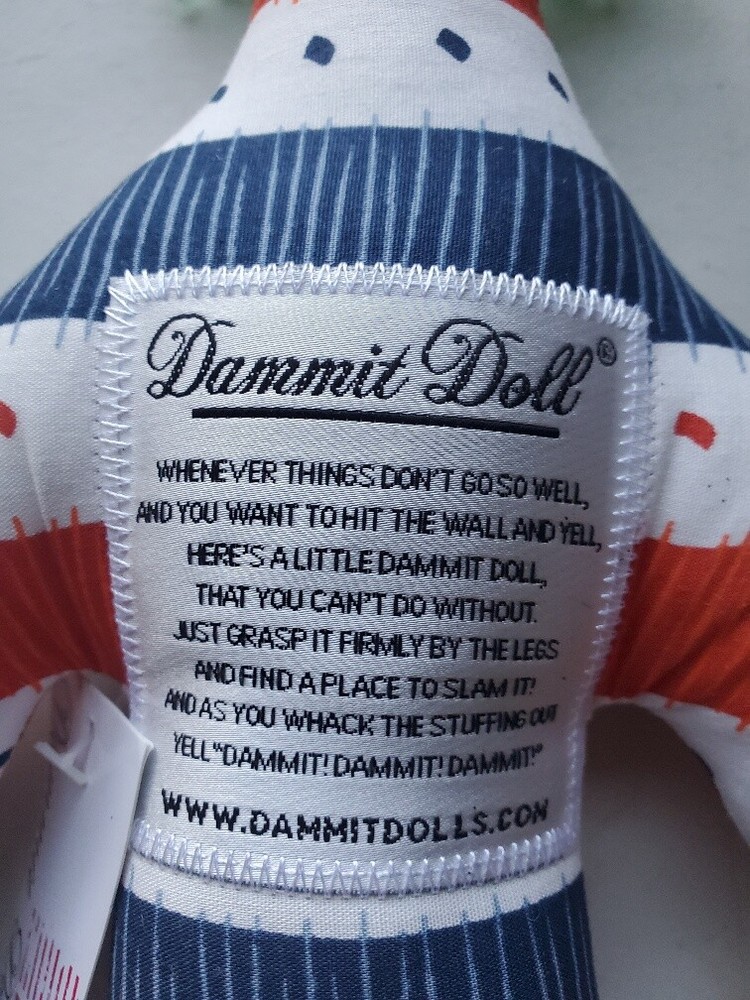 Dammit Doll®
WHENEVER THINGS DON'T GO SO WELL,
AND YOU WANT TO HIT THE WALL AND YELL,
HERE'S A LITTLE DAMMIT DOLL,
THAT YOU CAN'T DO WITHOUT.
JUST GRASP IT FIRMLY BY THE LEGS
AND FIND A PLACE TO SLAM IT!
AND AS YOU WHACK THE STUFFING OUT
YELL "DAMMIT! DAMMIT! DAMMIT!"
WWW.DAMMITDOLLS.COM